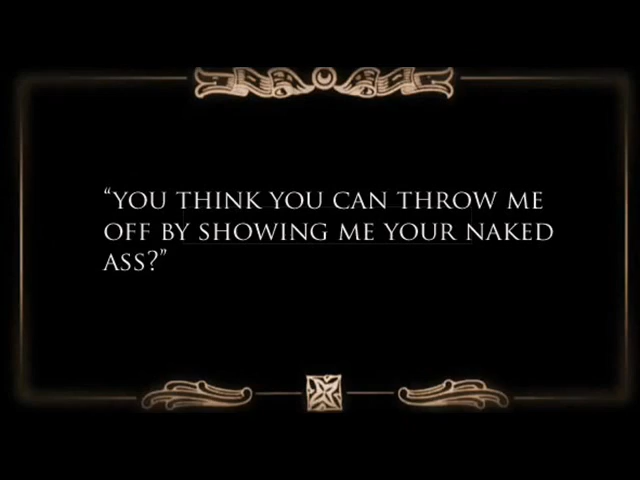 “YOU THINK YOU CAN THROW ME
OFF BY SHOWING ME YOUR NAKED
ASS?”